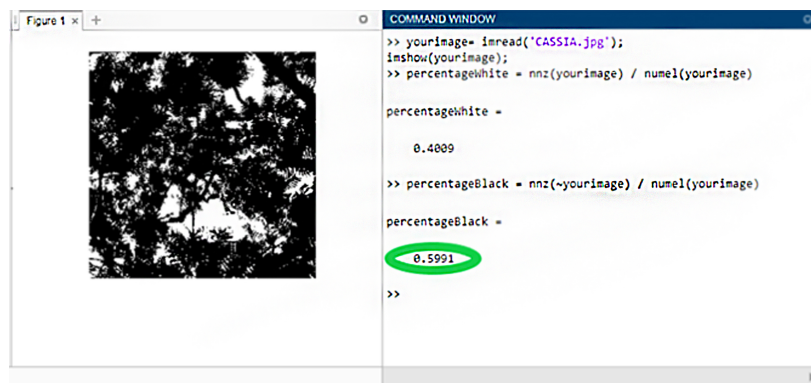 Figure 1 × +
COMMAND WINDOW
>> yourimage= imread('CASSIA.jpg');
imshow(yourimage);
>> percentageWhite = nnz(yourimage) / numel(yourimage)
percentageWhite =
0.4009
>> percentageBlack = nnz(~yourimage) / numel(yourimage)
percentageBlack =
0.5991
>>